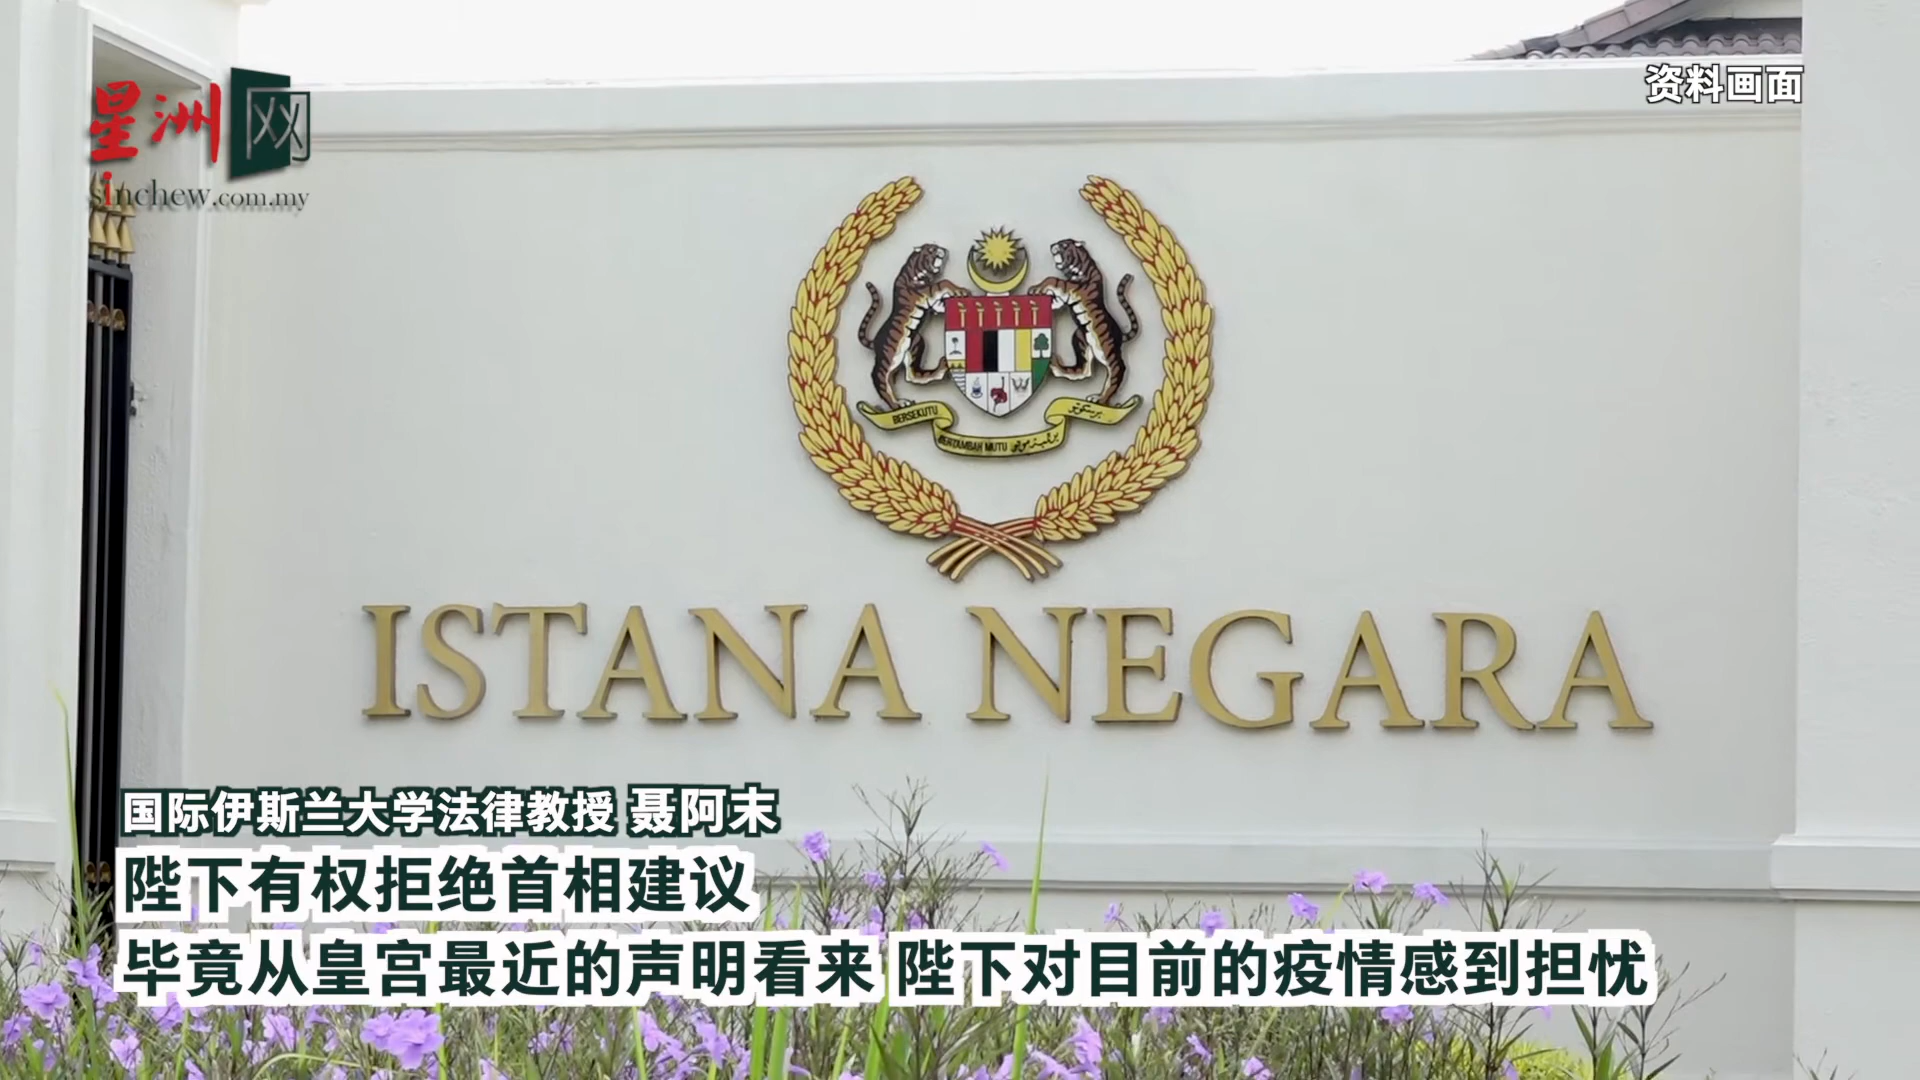 资料画面
星洲网
sinchew.com.my
BERSEKUTU
BERTAMBAH MUTU
ISTANA NEGARA
国际伊斯兰大学法律教授 聂阿末
陛下有权拒绝首相建议
毕竟从皇宫最近的声明看来 陛下对目前的疫情感到担忧